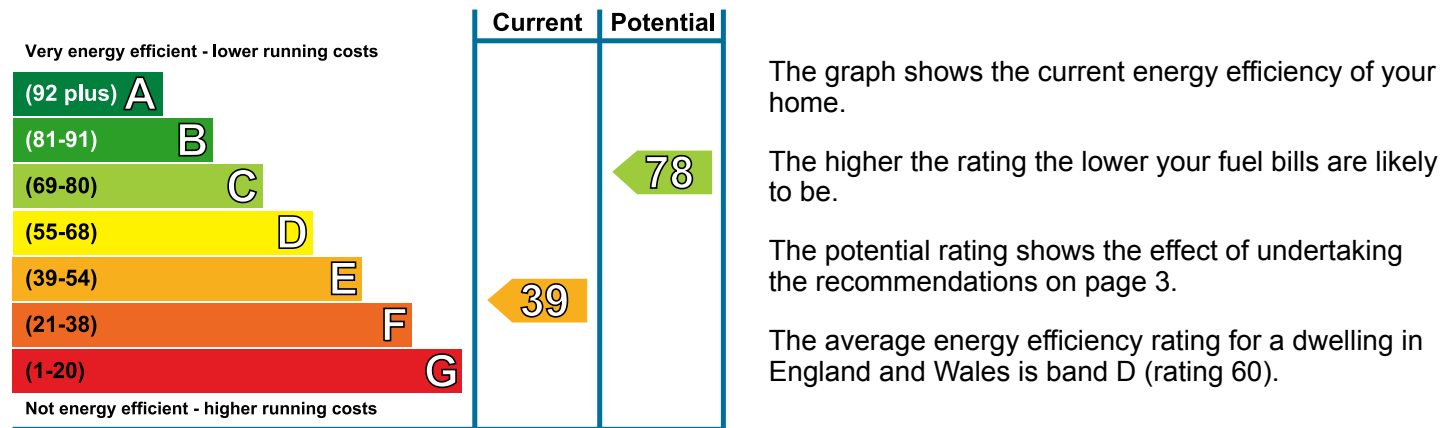 Current Potential
Very energy efficient - lower running costs
(92 plus) A
(81-91) B
(69-80) C
78
(55-68) D
(39-54) E
39
(21-38) F
(1-20) G
Not energy efficient - higher running costs
The graph shows the current energy efficiency of your
home.
The higher the rating the lower your fuel bills are likely
to be.
The potential rating shows the effect of undertaking
the recommendations on page 3.
The average energy efficiency rating for a dwelling in
England and Wales is band D (rating 60).